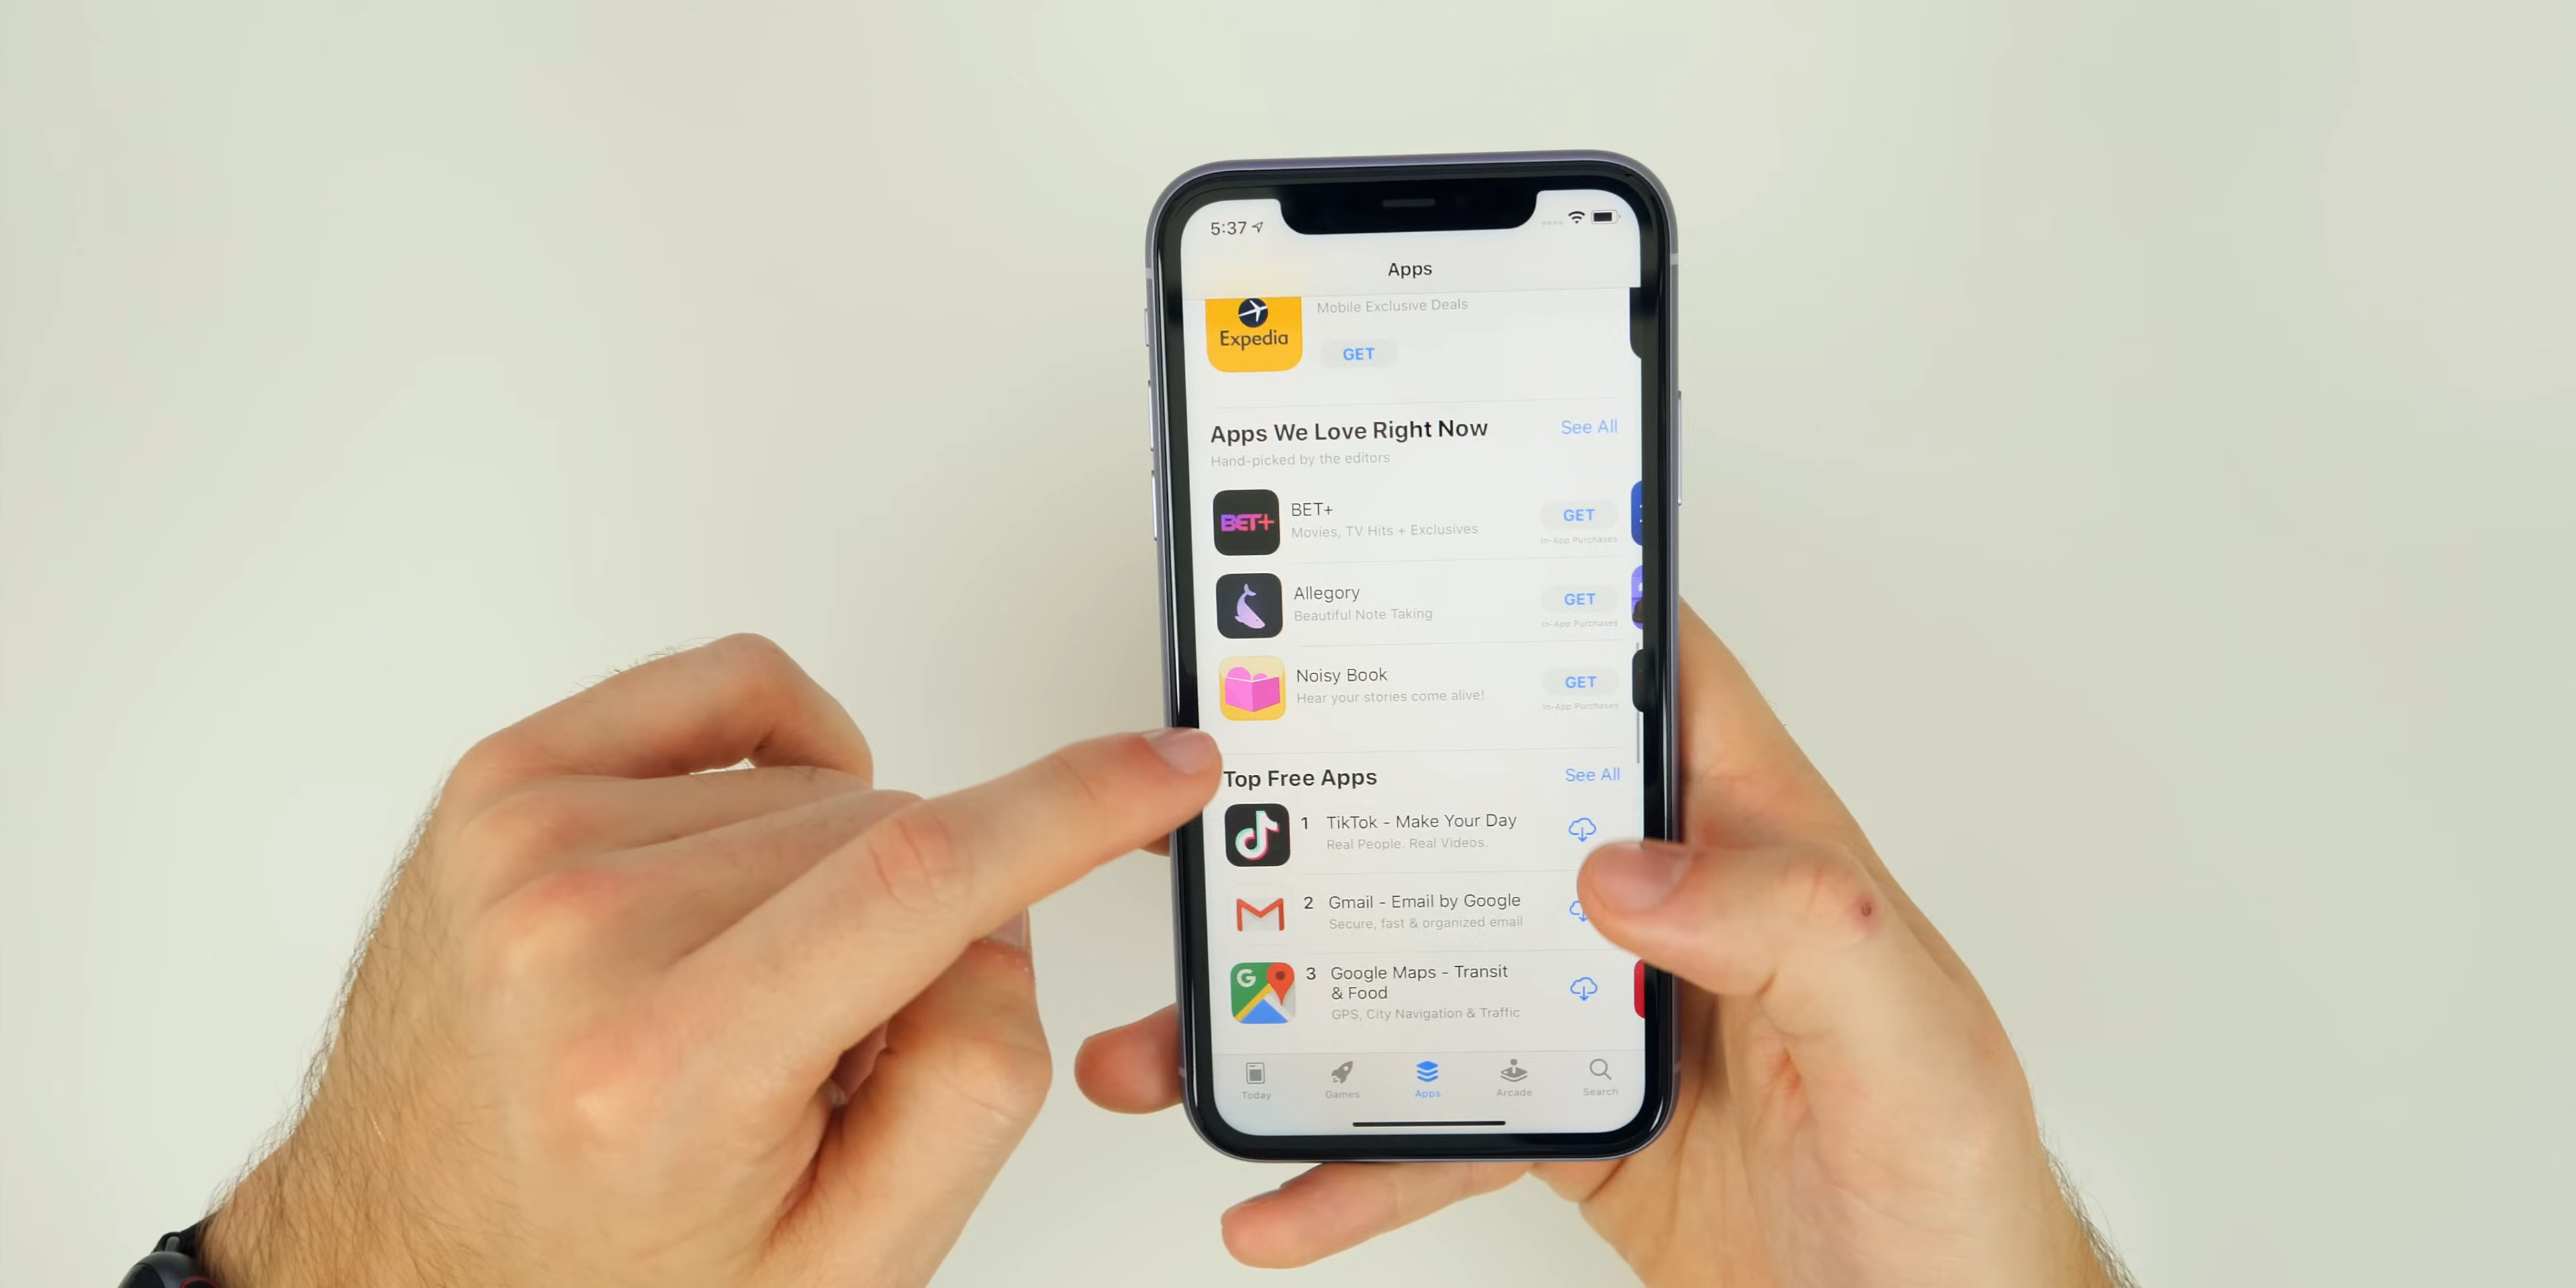 5:37
Apps
Mobile Exclusive Deals
Expedia
GET
Apps We Love Right Now
See All
Hand-picked by the editors
BET+
BET+
Movies, TV Hits + Exclusives
GET
In-App Purchases
Allegory
Beautiful Note Taking
GET
In-App Purchases
Noisy Book
Hear your stories come alive!
GET
In-App Purchases
Top Free Apps
See All
1 TikTok - Make Your Day
Real People. Real Videos.
2 Gmail - Email by Google
Secure, fast & organized email
G
3 Google Maps - Transit
& Food
GPS, City Navigation & Traffic
Today
Games
Apps
Arcade
Search